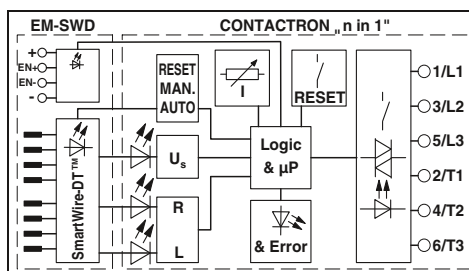 EM-SWD
CONTACTRON „n in 1"
+
EN+
EN-
-
SmartWire-DT™
RESET
MAN.
AUTO
I
RESET
Us
R
L
Logic
& µP
& Error
1/L1
3/L2
5/L3
2/T1
4/T2
6/T3